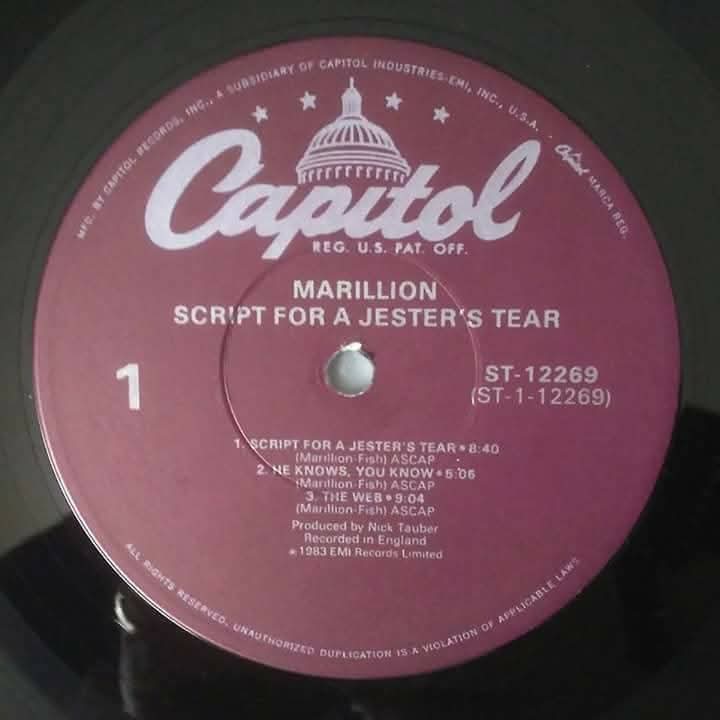 MFG. BY CAPITOL RECORDS, INC., A SUBSIDIARY OF CAPITOL INDUSTRIES-EMI, INC., U.S.A. . Capitol MARCA REG.
Capitol
REG. U.S. PAT. OFF.
MARILLION
SCRIPT FOR A JESTER'S TEAR
1
ST-12269
(ST-1-12269)
1. SCRIPT FOR A JESTER'S TEAR • 8:40
(Marillion-Fish) ASCAP
2. HE KNOWS, YOU KNOW • 5:06
(Marillion-Fish) ASCAP
3. THE WEB • 9:04
(Marillion-Fish) ASCAP
Produced by Nick Tauber
Recorded in England
℗ 1983 EMI Records Limited
ALL RIGHTS RESERVED. UNAUTHORIZED DUPLICATION IS A VIOLATION OF APPLICABLE LAWS